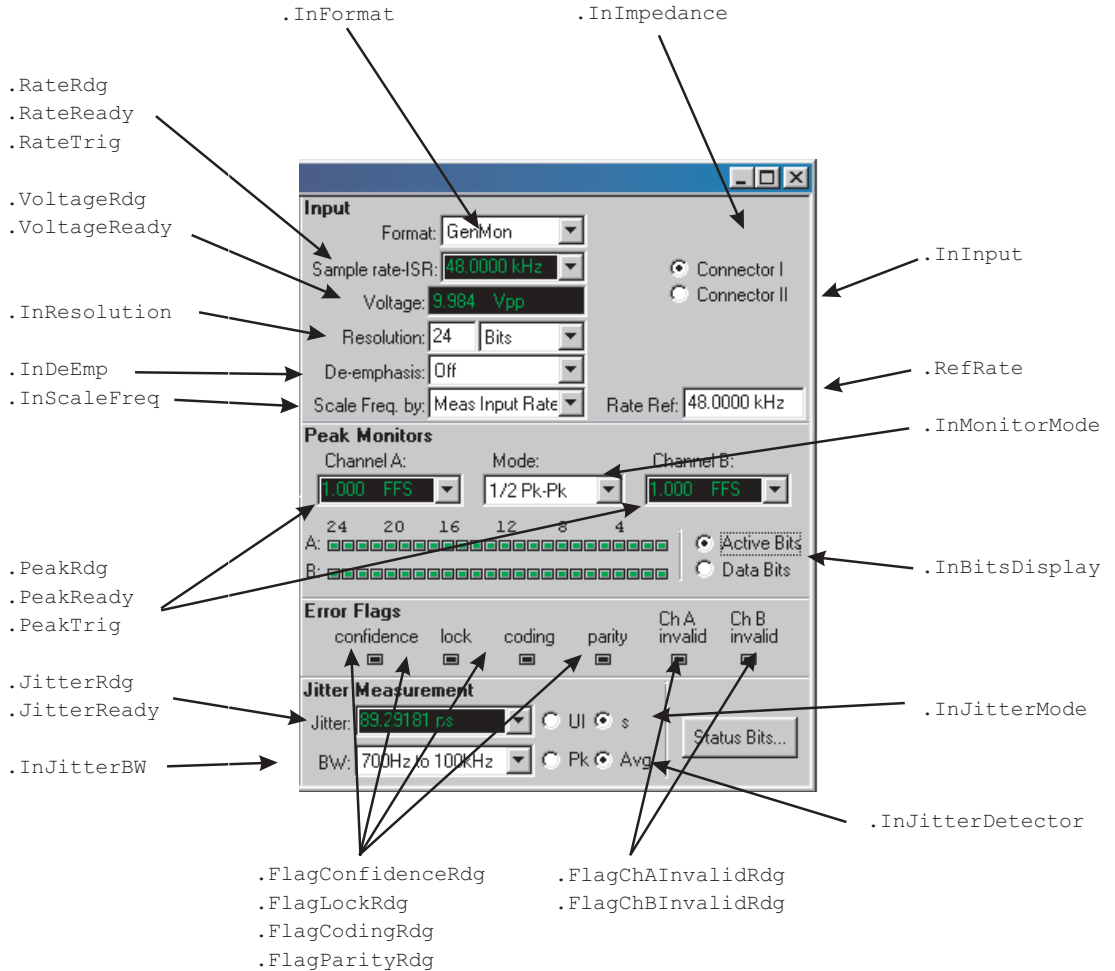 .InFormat
.InImpedance
.RateRdg
.RateReady
.RateTrig
.VoltageRdg
.VoltageReady
.InResolution
.InDeEmp
.InScaleFreq
Input
Format: GenMon
Sample rate-ISR: 48.0000 kHz
Voltage: 9.984 Vpp
Resolution: 24 Bits
De-emphasis: Off
Scale Freq. by: Meas Input Rate
Connector I
Connector II
Rate Ref: 48.0000 kHz
.InInput
.RefRate
.InMonitorMode
Peak Monitors
Channel A: Mode: Channel B:
1.000 FFS 1/2 Pk-Pk 1.000 FFS
24 20 16 12 8 4
A:
B:
Active Bits
Data Bits
.InBitsDisplay
.PeakRdg
.PeakReady
.PeakTrig
Error Flags
confidence lock coding parity Ch A invalid Ch B invalid
.JitterRdg
.JitterReady
.InJitterBW
Jitter Measurement
Jitter: 89.29181 ns UI s
BW: 700Hz to 100kHz Pk Avg
Status Bits...
.InJitterMode
.InJitterDetector
.FlagConfidenceRdg
.FlagLockRdg
.FlagCodingRdg
.FlagParityRdg
.FlagChAInvalidRdg
.FlagChBInvalidRdg